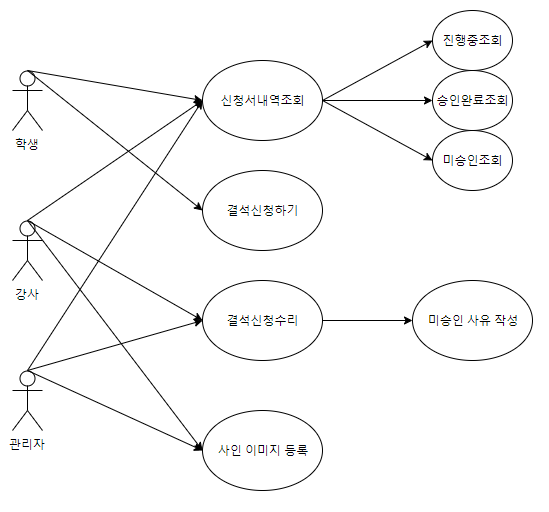 진행중조회
신청서내역조회
승인완료조회
학생
미승인조회
결석신청하기
강사
결석신청수리
미승인 사유 작성
관리자
사인 이미지 등록